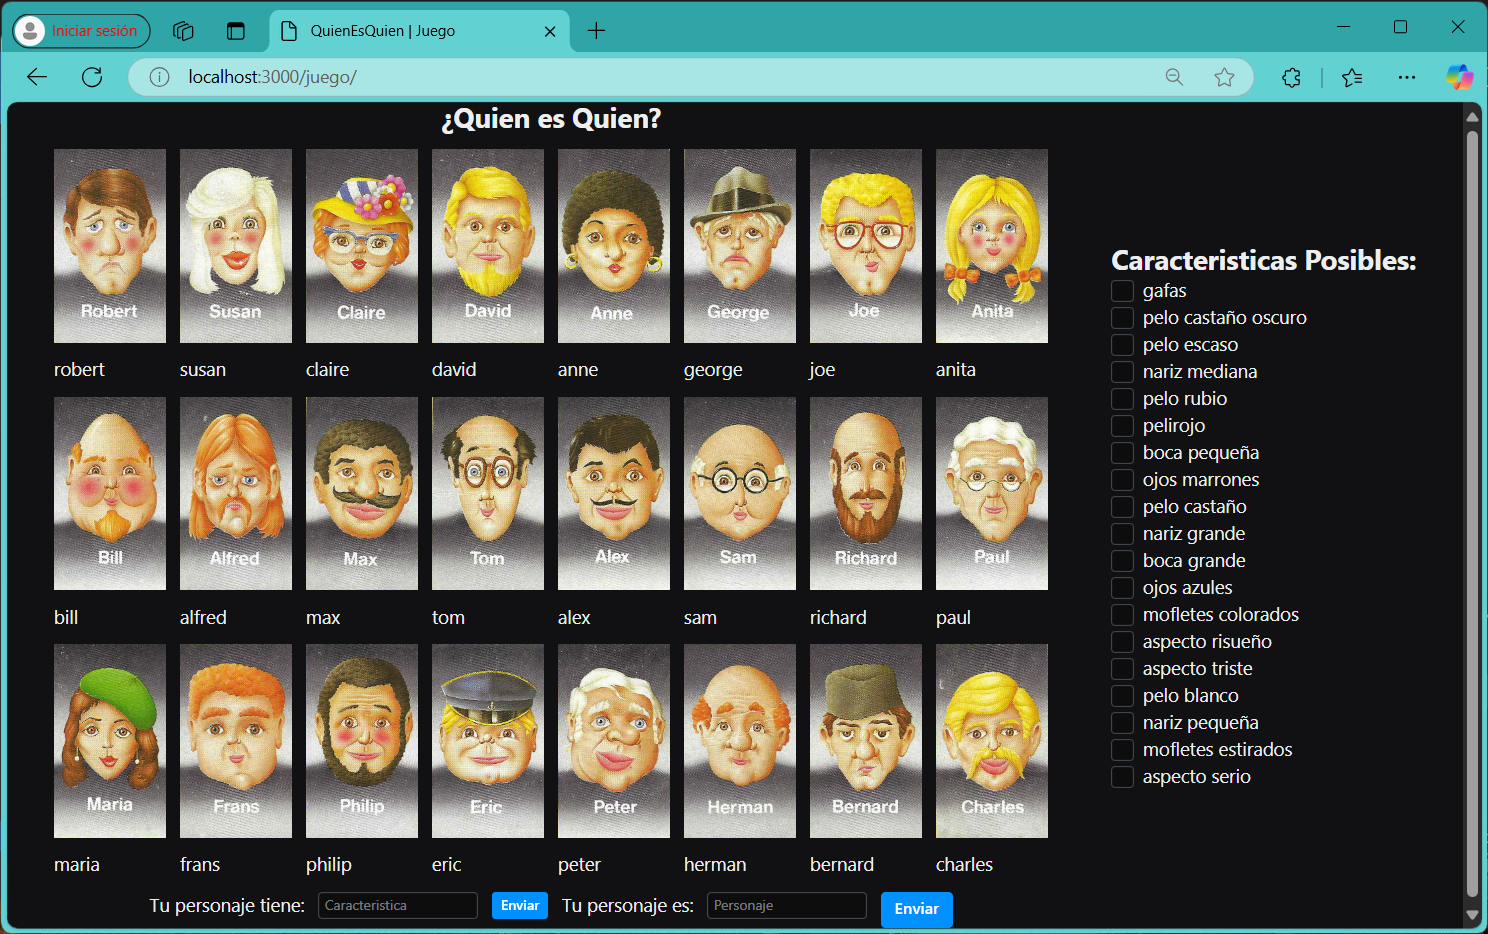 Iniciar sesión
QuienEsQuien | Juego
localhost:3000/juego/
¿Quien es Quien?
Robert Susan Claire David Anne George Joe Anita
robert susan claire david anne george joe anita
Bill Alfred Max Tom Alex Sam Richard Paul
bill alfred max tom alex sam richard paul
Maria Frans Philip Eric Peter Herman Bernard Charles
maria frans philip eric peter herman bernard charles
Tu personaje tiene: Caracteristica Enviar Tu personaje es: Personaje Enviar
Caracteristicas Posibles:
gafas
pelo castaño oscuro
pelo escaso
nariz mediana
pelo rubio
pelirojo
boca pequeña
ojos marrones
pelo castaño
nariz grande
boca grande
ojos azules
mofletes colorados
aspecto risueño
aspecto triste
pelo blanco
nariz pequeña
mofletes estirados
aspecto serio